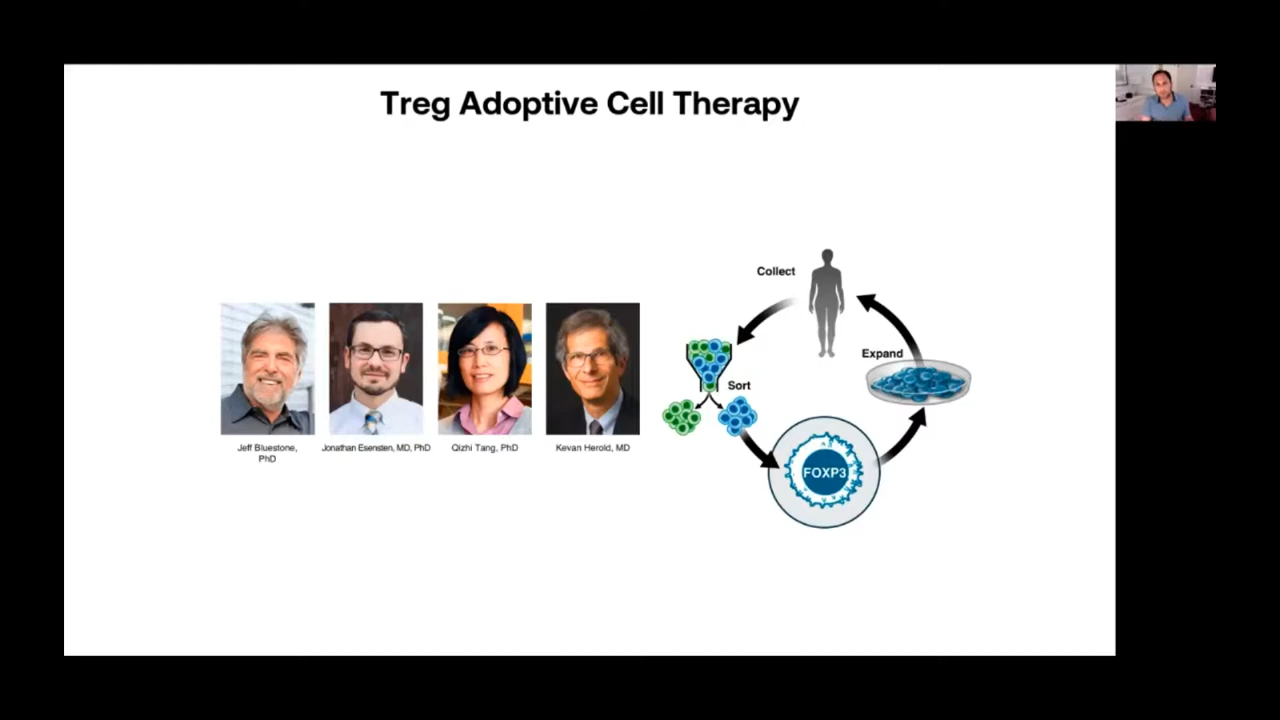 Treg Adoptive Cell Therapy
Collect
Expand
Sort
FOXP3
Jeff Bluestone,
PhD
Jonathan Esensten, MD, PhD
Qizhi Tang, PhD
Kevan Herold, MD